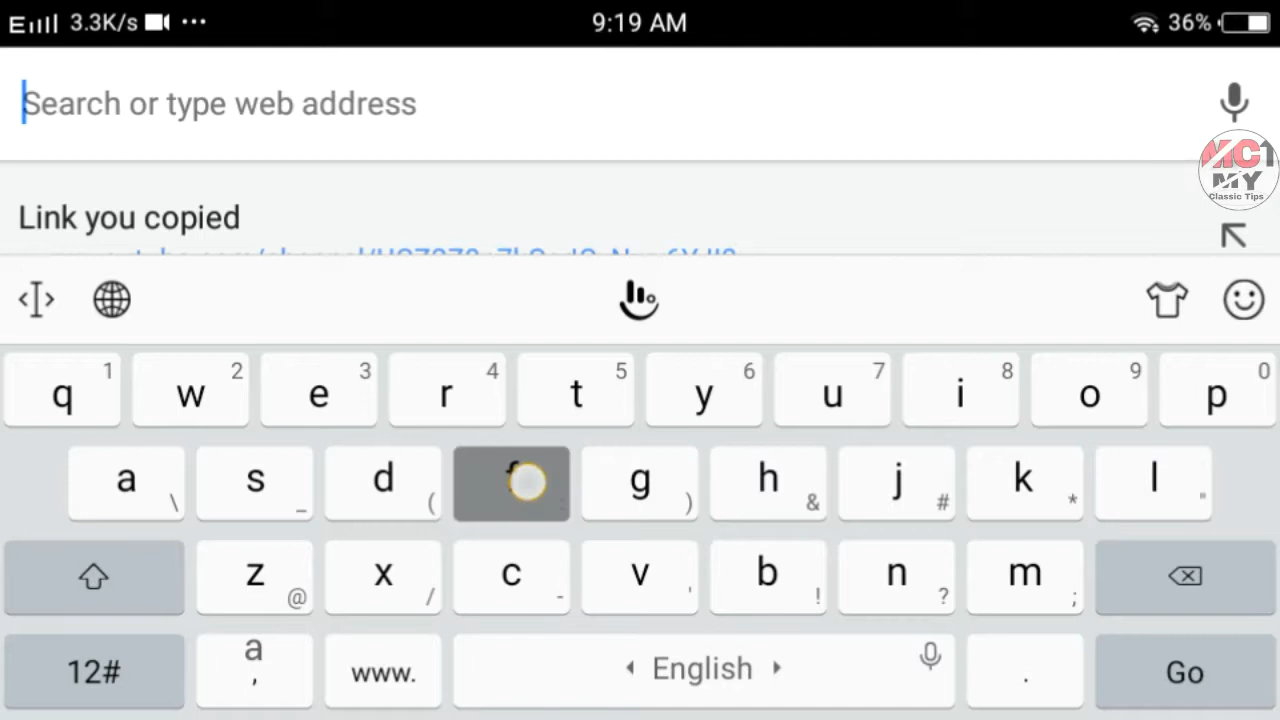 3.3K/s ••• 9:19 AM 36%
Search or type web address
MC1
MY
Classic Tips
Link you copied
q 1 w 2 e 3 r 4 t 5 y 6 u 7 i 8 o 9 p 0
a \ s _ d ( f : g ) h & j # k * l "
z @ x / c - v ' b ! n ? m ;
12# a , www. English . Go